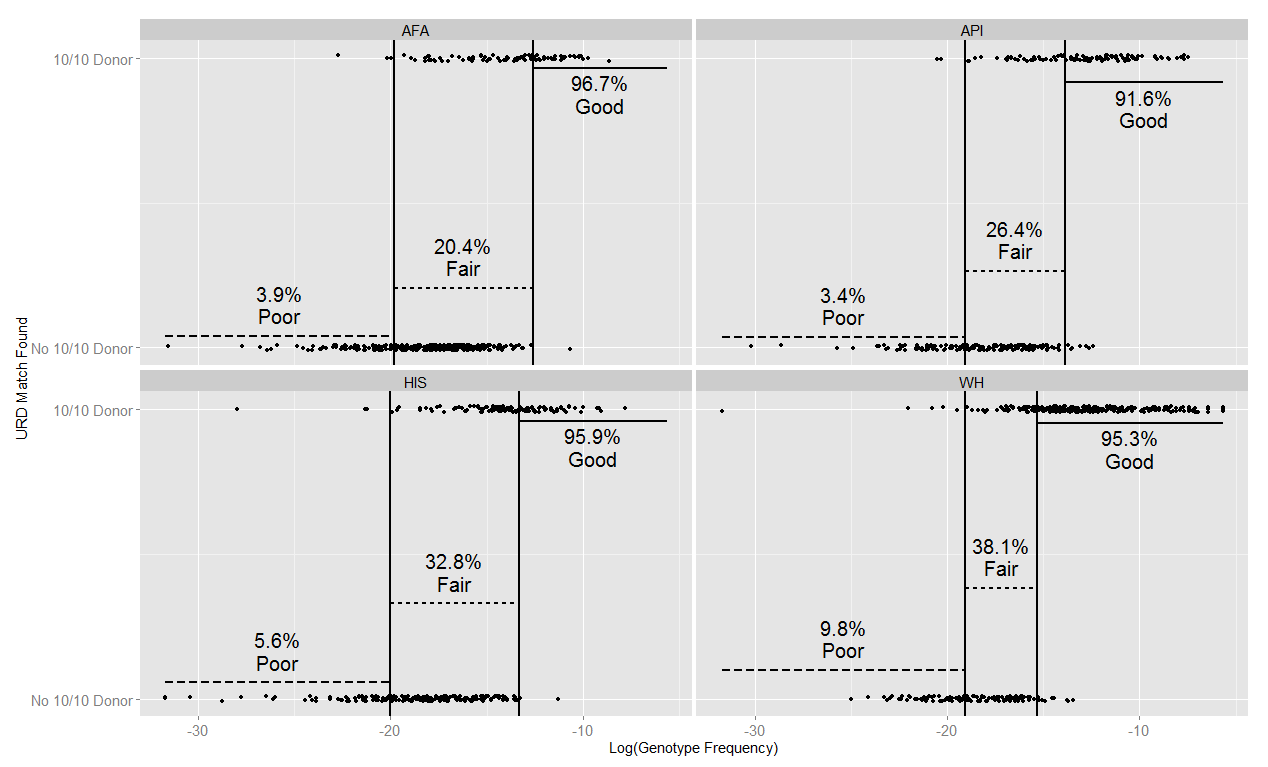 AFA
API
10/10 Donor
96.7%
Good
91.6%
Good
20.4%
Fair
26.4%
Fair
3.9%
Poor
3.4%
Poor
No 10/10 Donor
URD Match Found
HIS
WH
10/10 Donor
95.9%
Good
95.3%
Good
32.8%
Fair
38.1%
Fair
5.6%
Poor
9.8%
Poor
No 10/10 Donor
-30 -20 -10 -30 -20 -10
Log(Genotype Frequency)